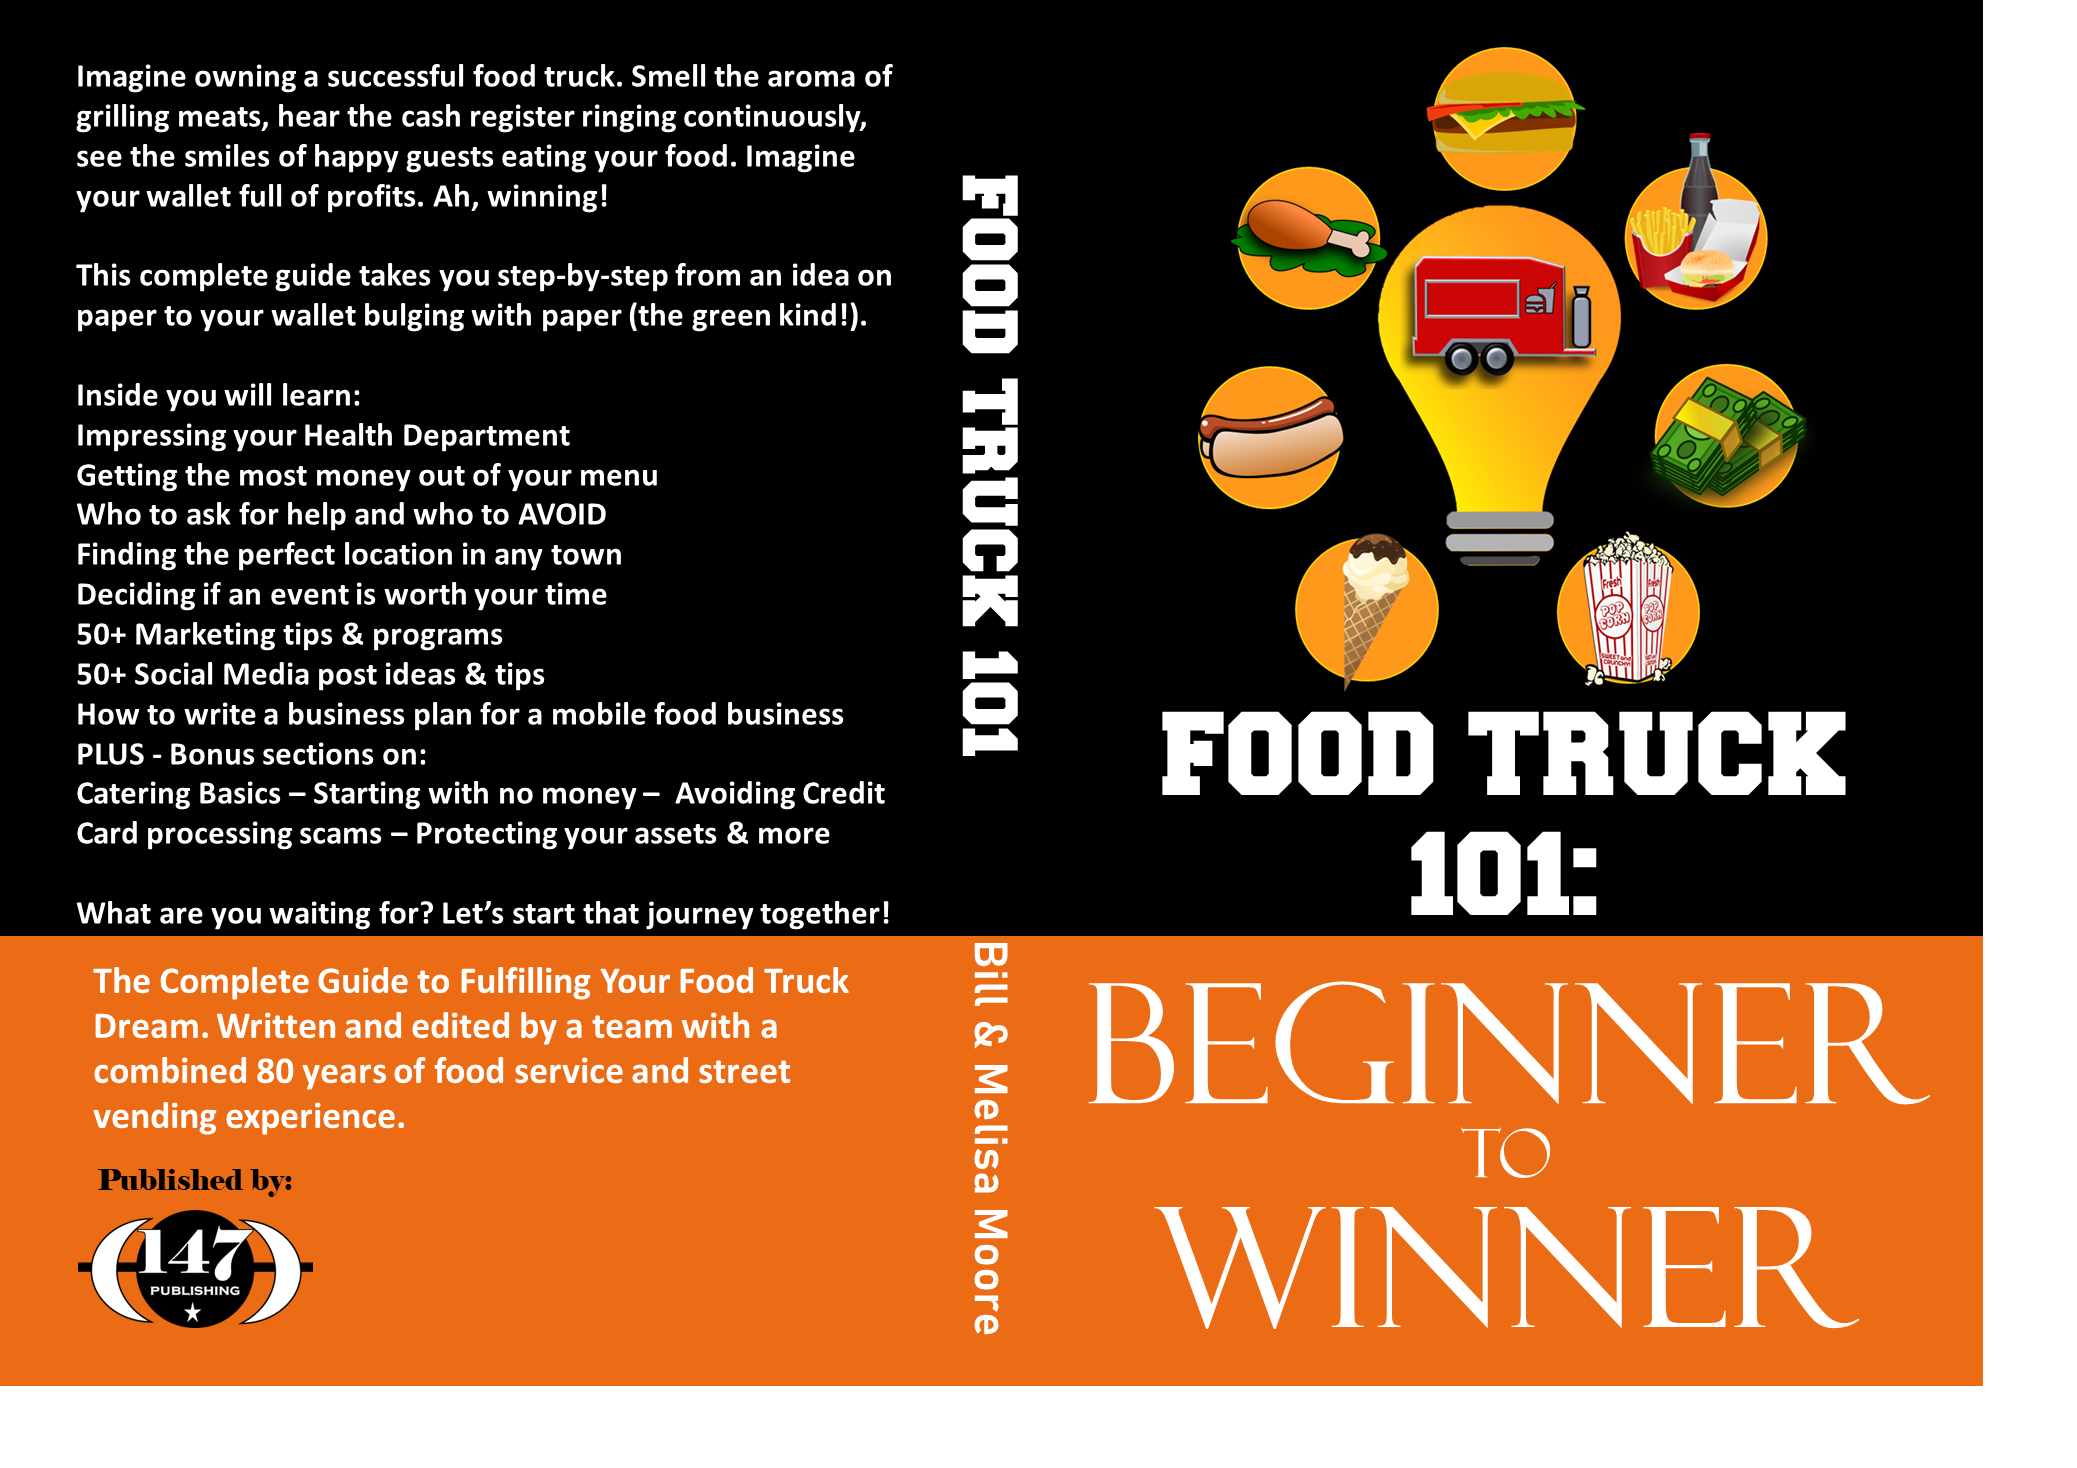 Imagine owning a successful food truck. Smell the aroma of
grilling meats, hear the cash register ringing continuously,
see the smiles of happy guests eating your food. Imagine
your wallet full of profits. Ah, winning!
This complete guide takes you step-by-step from an idea on
paper to your wallet bulging with paper (the green kind!).
Inside you will learn:
Impressing your Health Department
Getting the most money out of your menu
Who to ask for help and who to AVOID
Finding the perfect location in any town
Deciding if an event is worth your time
50+ Marketing tips & programs
50+ Social Media post ideas & tips
How to write a business plan for a mobile food business
PLUS - Bonus sections on:
Catering Basics – Starting with no money – Avoiding Credit
Card processing scams – Protecting your assets & more
What are you waiting for? Let’s start that journey together!
The Complete Guide to Fulfilling Your Food Truck
Dream. Written and edited by a team with a
combined 80 years of food service and street
vending experience.
Published by:
147
PUBLISHING
FOOD TRUCK 101
Bill & Melisa Moore
Fresh
Fresh
POP
CORN
POP
CORN
SWEET and
CRUNCHY!
FOOD TRUCK
101:
BEGINNER
TO
WINNER